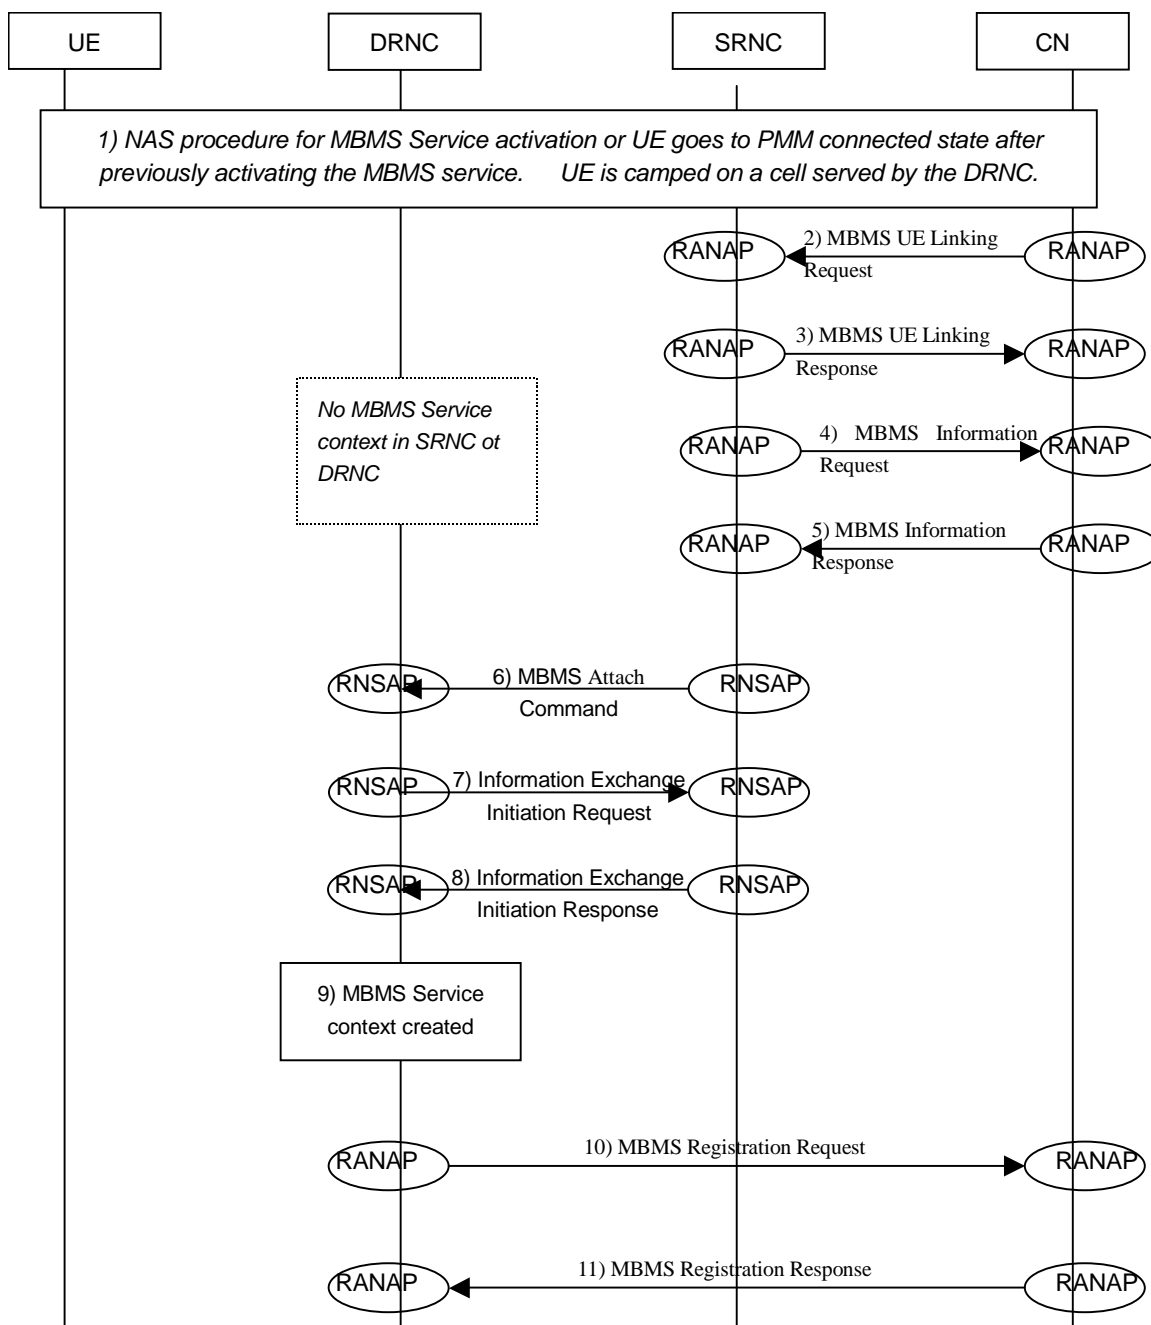 UE
DRNC
SRNC
CN
1) NAS procedure for MBMS Service activation or UE goes to PMM connected state after
previously activating the MBMS service. UE is camped on a cell served by the DRNC.
RANAP
2) MBMS UE Linking
Request
RANAP
RANAP
3) MBMS UE Linking
Response
RANAP
No MBMS Service
context in SRNC ot
DRNC
RANAP
4) MBMS Information
Request
RANAP
RANAP
5) MBMS Information
Response
RANAP
RNSAP
6) MBMS Attach
Command
RNSAP
RNSAP
7) Information Exchange
Initiation Request
RNSAP
RNSAP
8) Information Exchange
Initiation Response
RNSAP
9) MBMS Service
context created
RANAP
10) MBMS Registration Request
RANAP
RANAP
11) MBMS Registration Response
RANAP